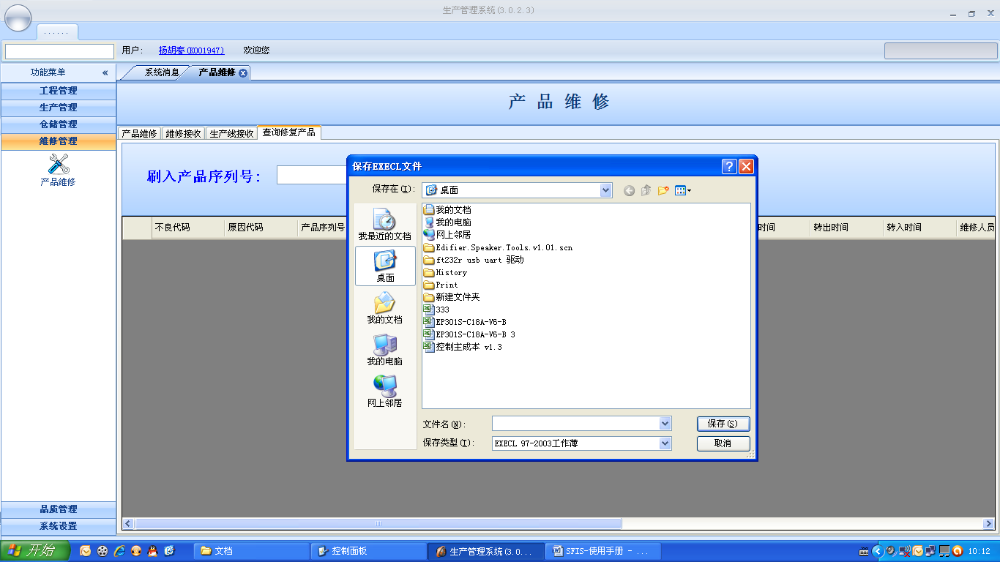 生产管理系统(3.0.2.3)
......
用户: 杨胡春(K001947) 欢迎您
功能菜单 «
系统消息 产品维修
工程管理
生产管理
仓储管理
维修管理
产品维修
品质管理
系统设置
产 品 维 修
产品维修 维修接收 生产线接收 查询修复产品
刷入产品序列号:
不良代码 原因代码 产品序列号 时间 转出时间 转入时间 维修人员
保存EXECL文件
保存在(I): 桌面
我最近的文档
桌面
我的文档
我的电脑
网上邻居
我的文档
我的电脑
网上邻居
Edifier.Speaker.Tools.v1.01.scn
ft232r usb uart 驱动
History
Print
新建文件夹
333
EP301S-C18A-V6-B
EP301S-C18A-V6-B 3
控制主成本 v1.3
文件名(N): 保存(S)
保存类型(T): EXECL 97-2003工作薄 取消
开始 文档 控制面板 生产管理系统(3.0... SFIS-使用手册 - ... 10:12